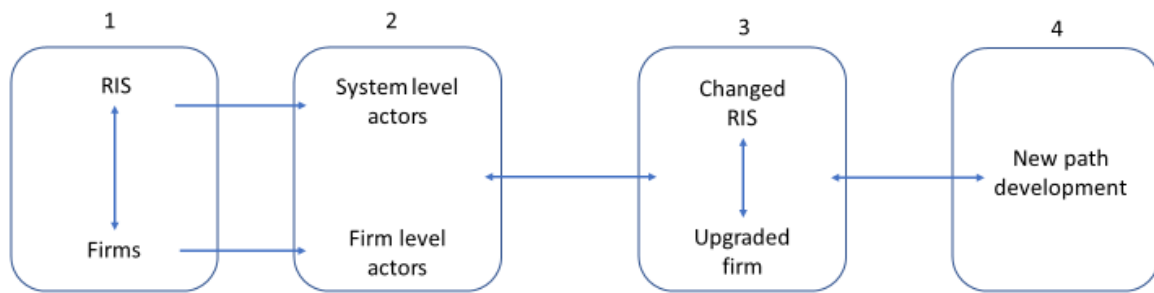 1
RIS
Firms
2
System level
actors
Firm level
actors
3
Changed
RIS
Upgraded
firm
4
New path
development